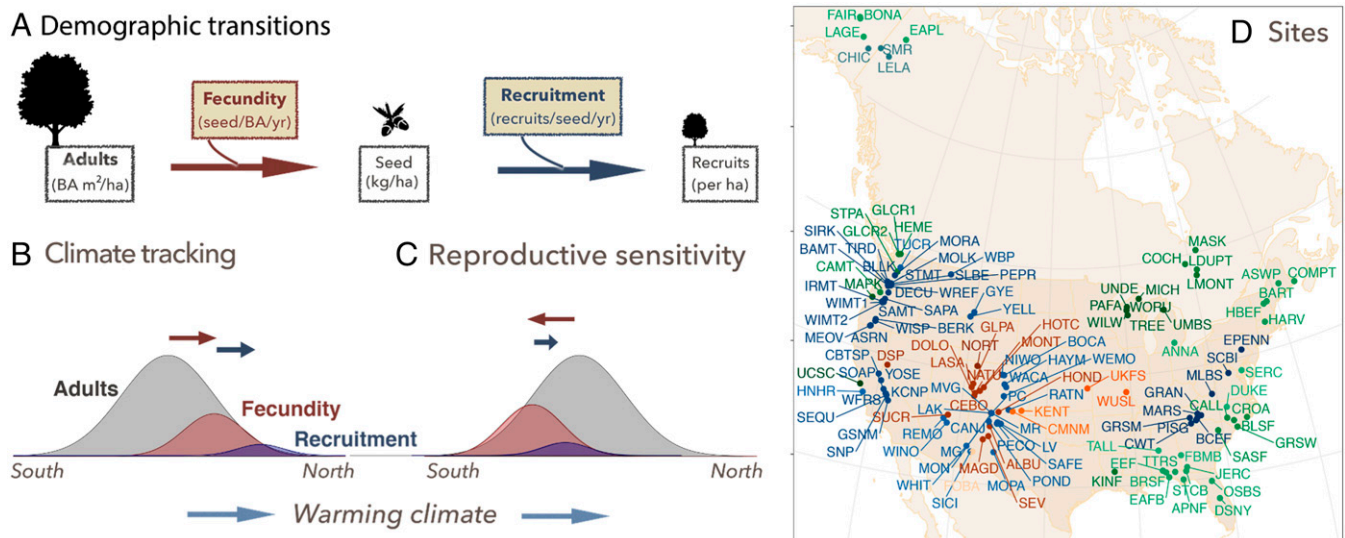 A Demographic transitions
Fecundity
(seed/BA/yr)
Recruitment
(recruits/seed/yr)
Adults
(BA m²/ha)
Seed
(kg/ha)
Recruits
(per ha)
B Climate tracking
Adults
Fecundity
Recruitment
South
North
C Reproductive sensitivity
South
North
Warming climate
D Sites
FAIR BONA
LAGE
EAPL
CHIC
SMR
LELA
STPA
GLCR1
SIRK
GLCR2
HEME
BAMT
TIRD
TUCR
MORA
CAMT
BLLK
MOLK
WBP
MAPK
STMT
SLBE
PEPR
IRMT
DECU
WREF
GYE
WIMT1
SAMT
SAPA
YELL
WIMT2
WISP
BERK
GLPA
HOTC
MEOV
ASRN
DOLO
NORT
MONT
BOCA
CBTSP
DSP
LASA
NIWO
HAYM
WEMO
UCSC
SOAP
YOSE
NATU
WACA
HOND
UKFS
HNHR
KCNP
MVG
PC
RATN
WUSL
WFRS
CEBO
SEQU
SUCR
LAK
KENT
GSNM
REMO
CANJ
MR
CMNM
SNP
WINO
MG
PECO
LV
MON
MAGD
ALBU
SAFE
WHIT
MOPA
POND
SICI
SEV
MASK
COCH
LDUPT
LMONT
ASWP
COMPT
UNDE
MICH
BART
PAFA
WORU
HBEF
WILW
TREE
UMBS
HARV
ANNA
EPENN
SCBI
MLBS
SERC
GRAN
DUKE
MARS
CALL
CROA
GRSM
PISG
BLSF
CWT
BCEF
GRSW
TALL
FBMB
SASF
EEF
TTRS
JERC
KINF
BRSF
STCB
OSBS
EAFB
APNF
DSNY